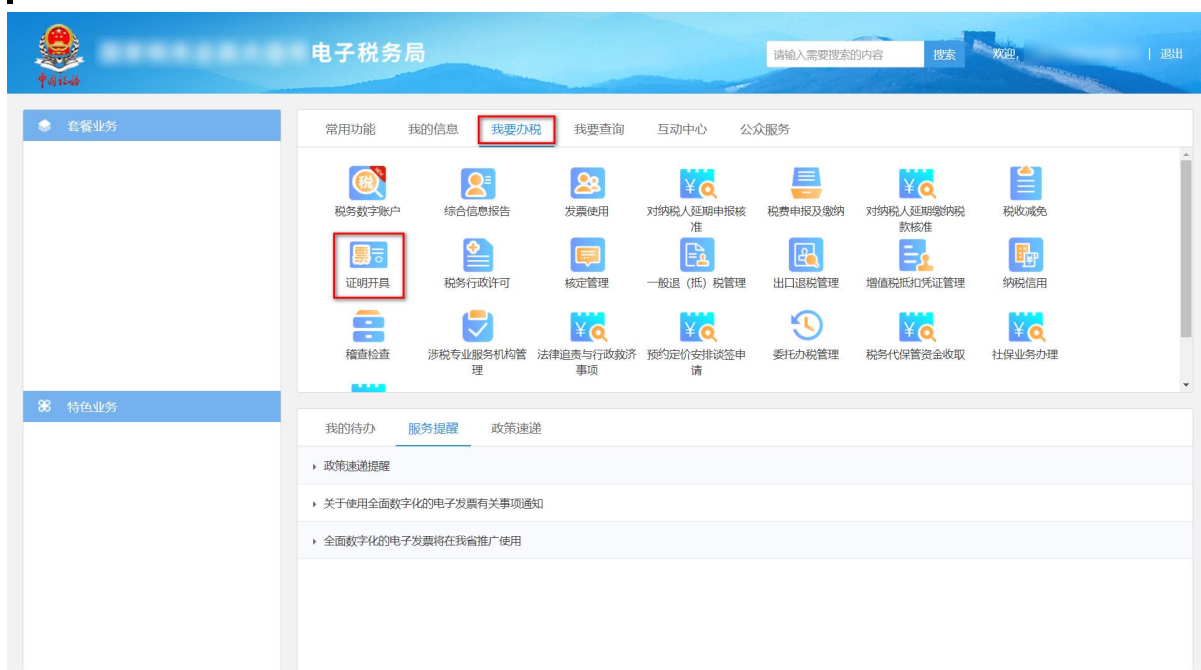 中国税务
电子税务局
请输入需要搜索的内容
搜索
欢迎,
| 退出
套餐业务
常用功能 我的信息 我要办税 我要查询 互动中心 公众服务
税务数字账户 综合信息报告 发票使用 对纳税人延期申报核准 税费申报及缴纳 对纳税人延期缴纳税款核准 税收减免
证明开具 税务行政许可 核定管理 一般退（抵）税管理 出口退税管理 增值税抵扣凭证管理 纳税信用
稽查检查 涉税专业服务机构管理 法律追责与行政救济事项 预约定价安排谈签申请 委托办税管理 税务代保管资金收取 社保业务办理
特色业务
我的待办 服务提醒 政策速递
政策速递提醒
关于使用全面数字化的电子发票有关事项通知
全面数字化的电子发票将在我省推广使用